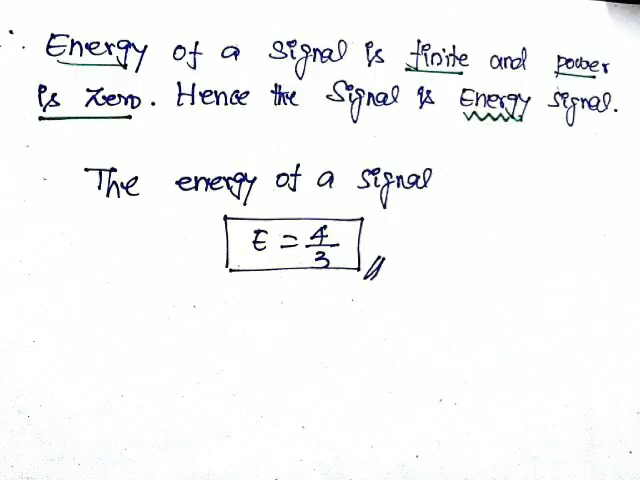 ∴ Energy of a signal is finite and power
is zero. Hence the signal is Energy signal.
The energy of a signal
E = 4/3